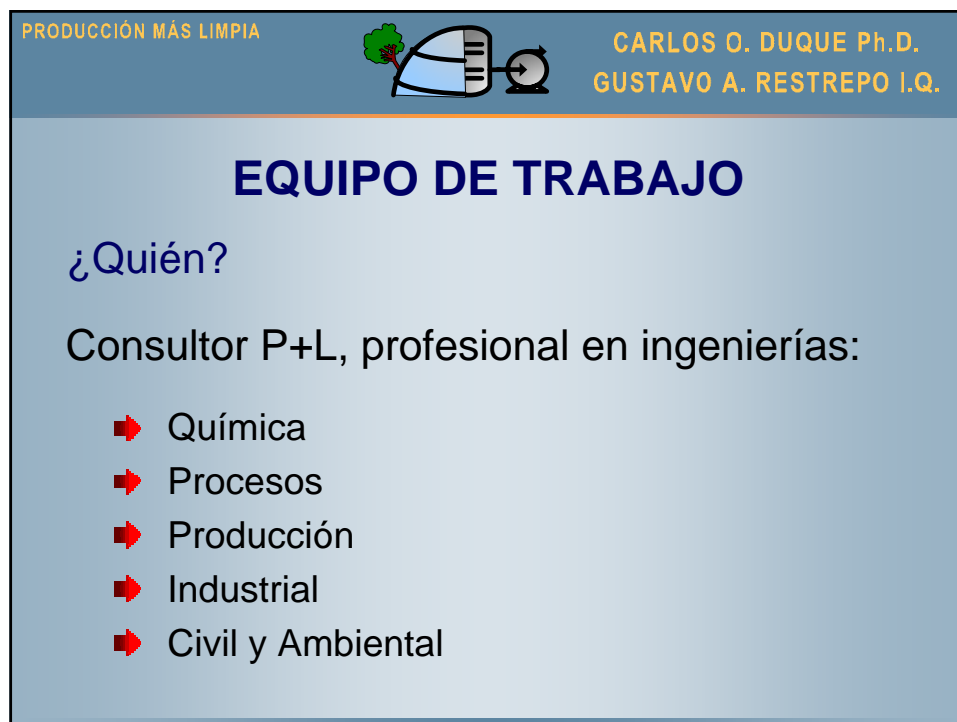 PRODUCCIÓN MÁS LIMPIA
CARLOS O. DUQUE Ph.D.
GUSTAVO A. RESTREPO I.Q.
EQUIPO DE TRABAJO
¿Quién?
Consultor P+L, profesional en ingenierías:
Química
Procesos
Producción
Industrial
Civil y Ambiental